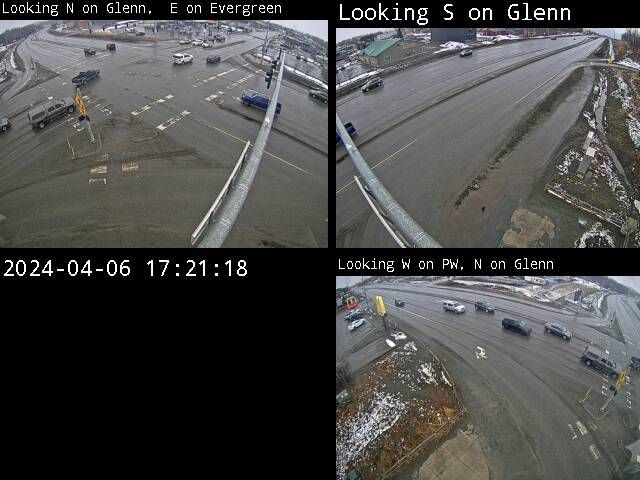 Looking N on Glenn,  E on Evergreen
Looking S on Glenn
2024-04-06 17:21:18
Looking W on PW, N on Glenn